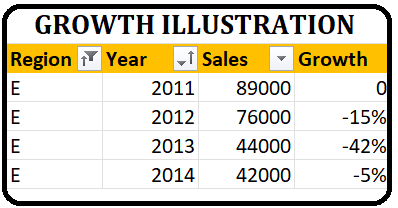 GROWTH ILLUSTRATION
Region Year Sales Growth
E 2011 89000 0
E 2012 76000 -15%
E 2013 44000 -42%
E 2014 42000 -5%